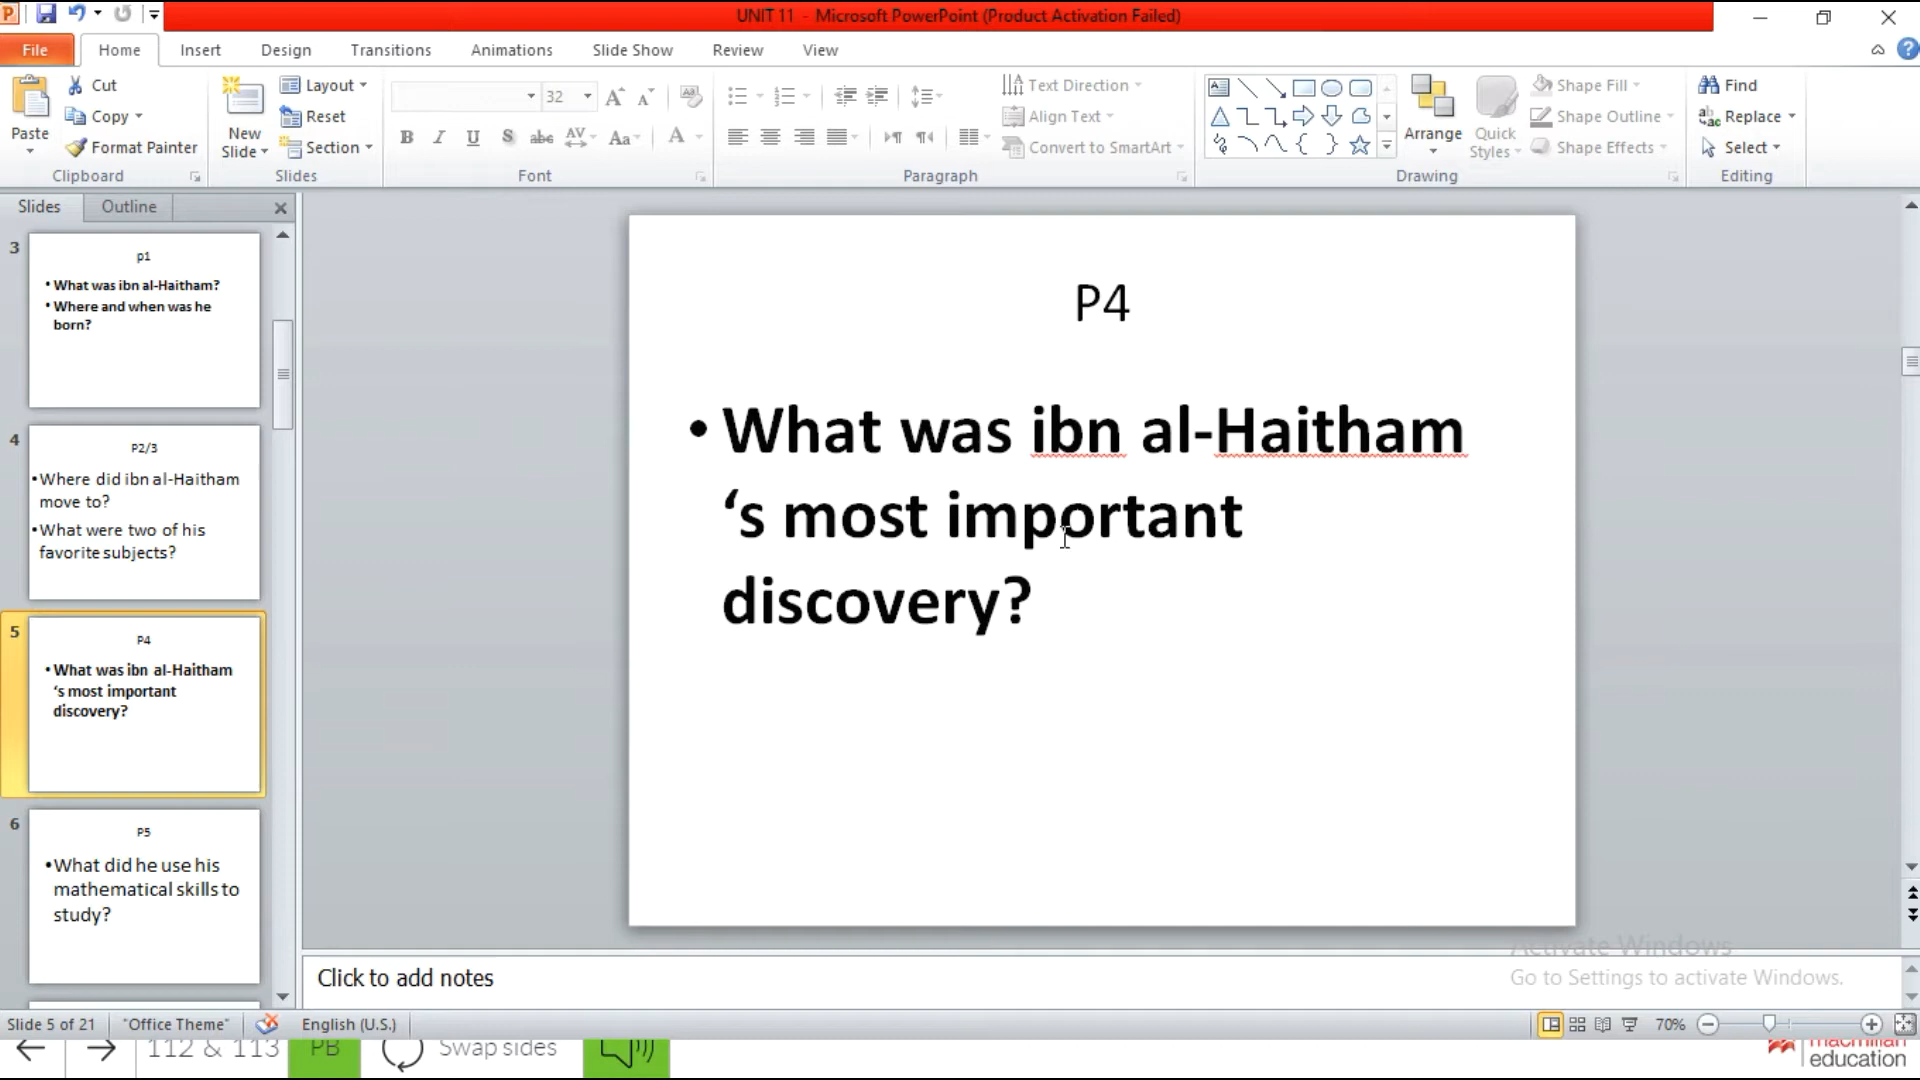 UNIT 11 - Microsoft PowerPoint (Product Activation Failed)
File Home Insert Design Transitions Animations Slide Show Review View
Paste
Cut
Copy
Format Painter
Clipboard
New
Slide
Layout
Reset
Section
Slides
32
Font
Paragraph
Text Direction
Align Text
Convert to SmartArt
Arrange
Quick
Styles
Shape Fill
Shape Outline
Shape Effects
Drawing
Find
Replace
Select
Editing
Slides Outline
3
p1
• What was ibn al-Haitham?
• Where and when was he
born?
4
P2/3
•Where did ibn al-Haitham
move to?
•What were two of his
favorite subjects?
5
P4
• What was ibn al-Haitham
‘s most important
discovery?
6
P5
•What did he use his
mathematical skills to
study?
P4
• What was ibn al-Haitham
‘s most important
discovery?
Click to add notes
Activate Windows
Go to Settings to activate Windows.
Slide 5 of 21 "Office Theme" English (U.S.) 70%
112 & 113 PB Swap sides
macmillan
education